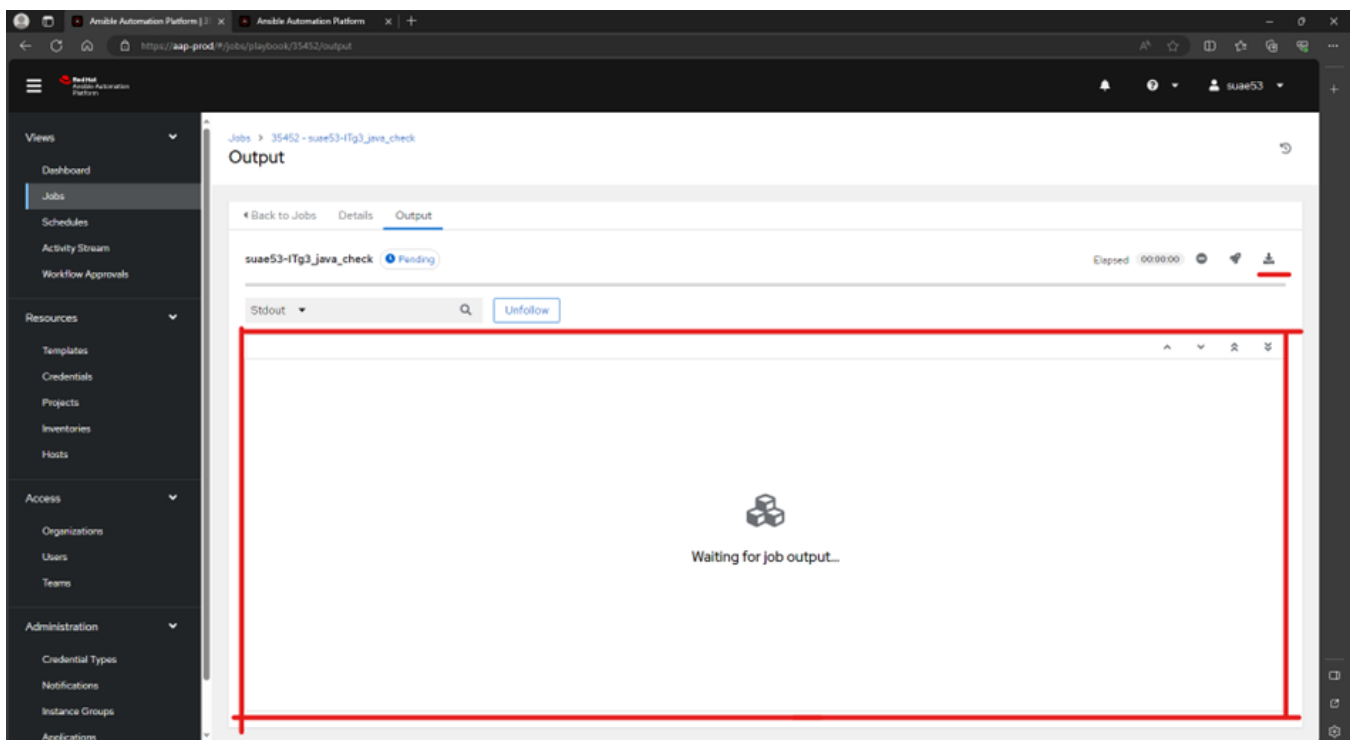 Ansible Automation Platform | 3
Ansible Automation Platform
https://aap-prod/#/jobs/playbook/35452/output
Red Hat
Ansible Automation
Platform
suae53
Views
Dashboard
Jobs
Schedules
Activity Stream
Workflow Approvals
Resources
Templates
Credentials
Projects
Inventories
Hosts
Access
Organizations
Users
Teams
Administration
Credential Types
Notifications
Instance Groups
Applications
Jobs > 35452 - suae53-ITg3_java_check
Output
Back to Jobs Details Output
suae53-ITg3_java_check Pending
Elapsed 00:00:00
Stdout
Unfollow
Waiting for job output...